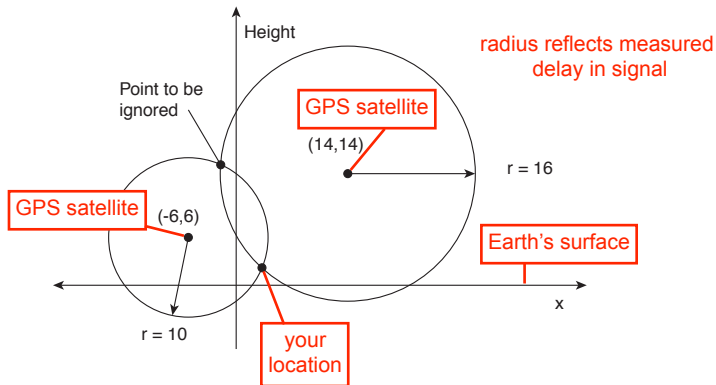 Height
radius reflects measured
delay in signal
Point to be
ignored
GPS satellite
(14,14)
r = 16
GPS satellite
(-6,6)
Earth's surface
x
r = 10
your
location